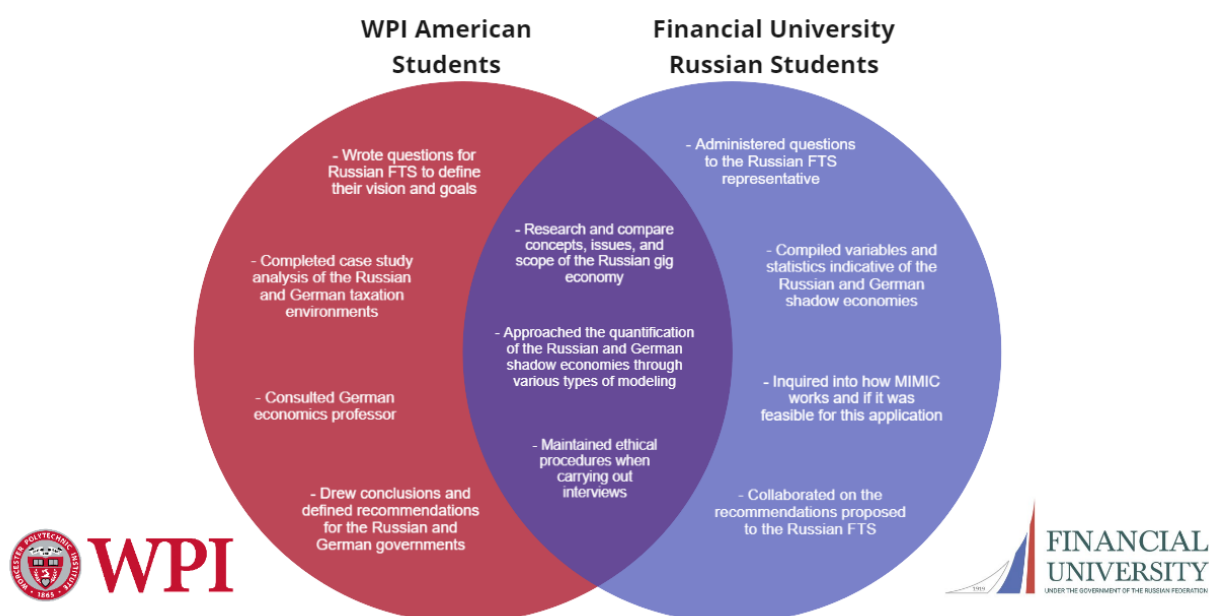 WPI American
Students
Financial University
Russian Students
- Wrote questions for
Russian FTS to define
their vision and goals
- Completed case study
analysis of the Russian
and German taxation
environments
- Consulted German
economics professor
- Drew conclusions and
defined recommendations
for the Russian and
German governments
- Research and compare
concepts, issues, and
scope of the Russian gig
economy
- Approached the quantification
of the Russian and German
shadow economies through
various types of modeling
- Maintained ethical
procedures when
carrying out
interviews
- Administered questions
to the Russian FTS
representative
- Compiled variables and
statistics indicative of the
Russian and German
shadow economies
- Inquired into how MIMIC
works and if it was
feasible for this application
- Collaborated on the
recommendations proposed
to the Russian FTS
WORCESTER POLYTECHNIC INSTITUTE
1865
WPI
1919
FINANCIAL
UNIVERSITY
UNDER THE GOVERNMENT OF THE RUSSIAN FEDERATION